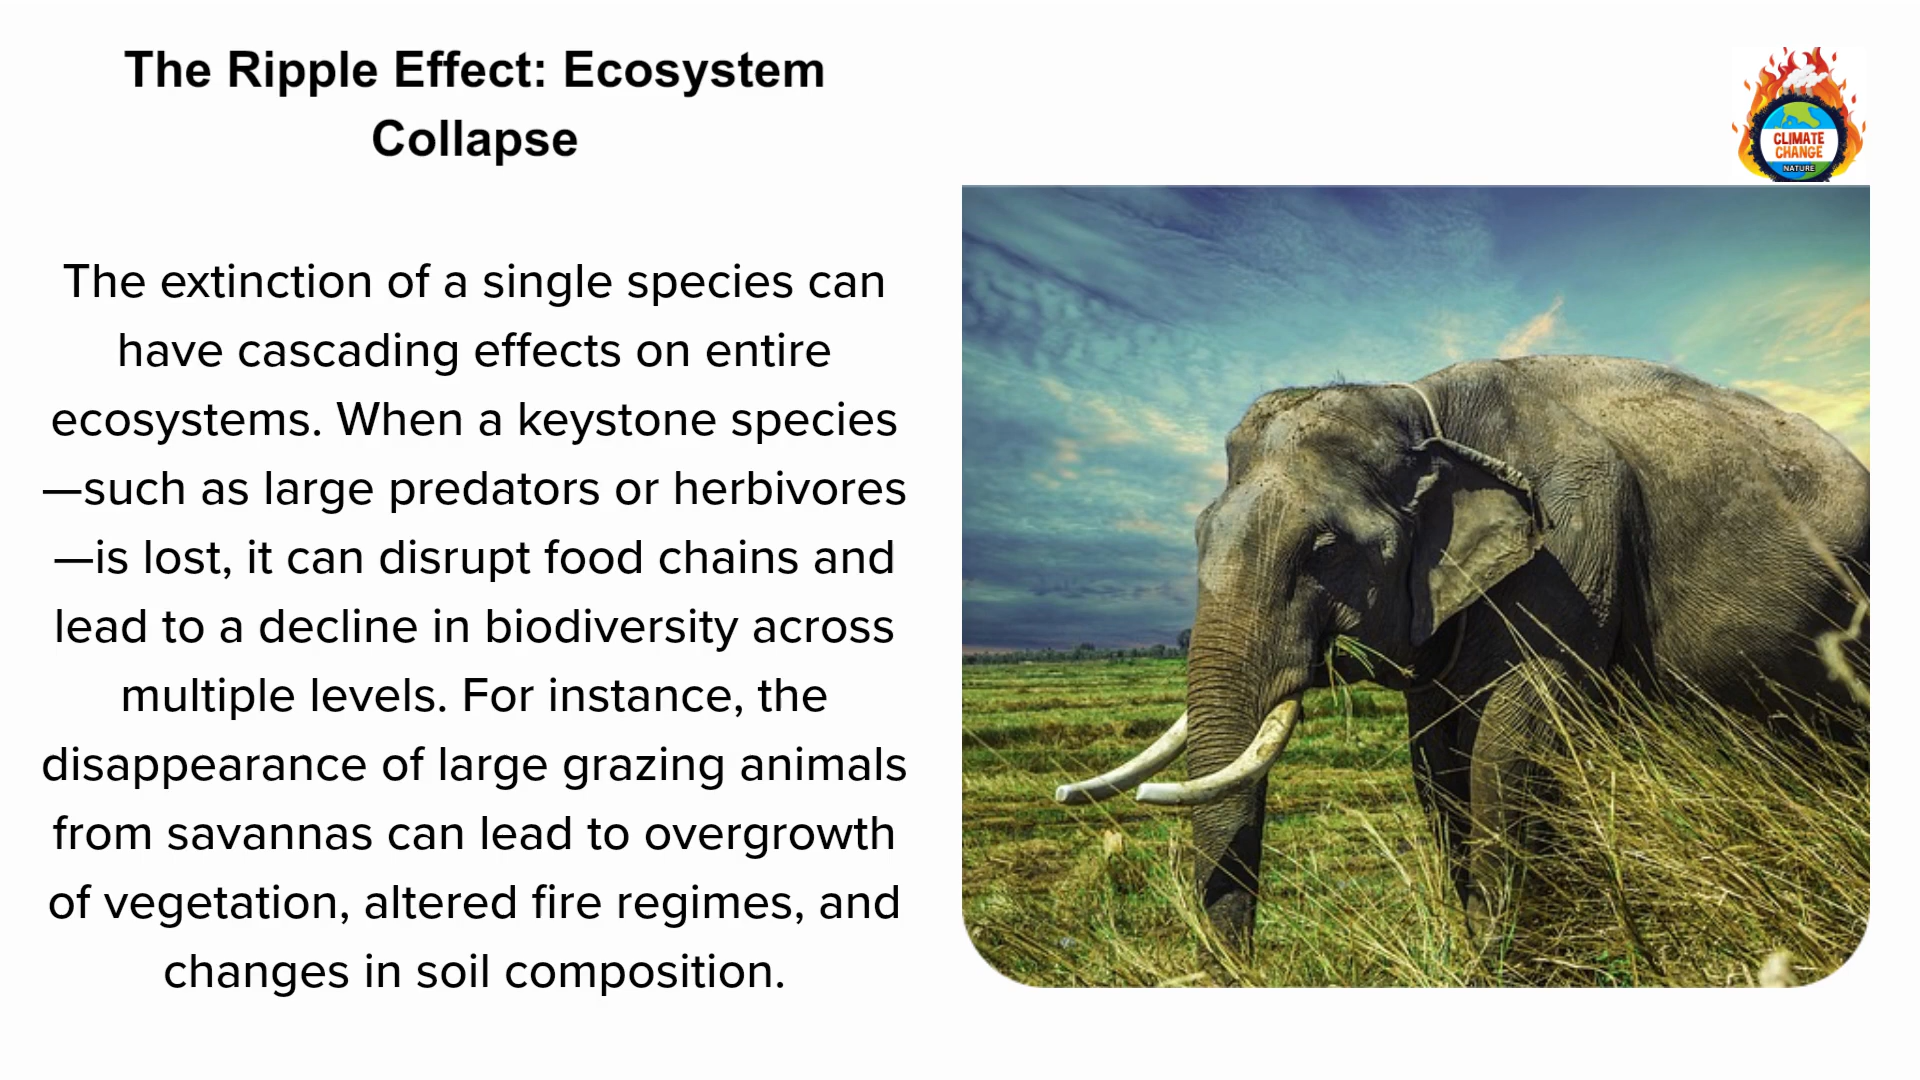 The Ripple Effect: Ecosystem
Collapse
CLIMATE
CHANGE
NATURE
The extinction of a single species can
have cascading effects on entire
ecosystems. When a keystone species
—such as large predators or herbivores
—is lost, it can disrupt food chains and
lead to a decline in biodiversity across
multiple levels. For instance, the
disappearance of large grazing animals
from savannas can lead to overgrowth
of vegetation, altered fire regimes, and
changes in soil composition.